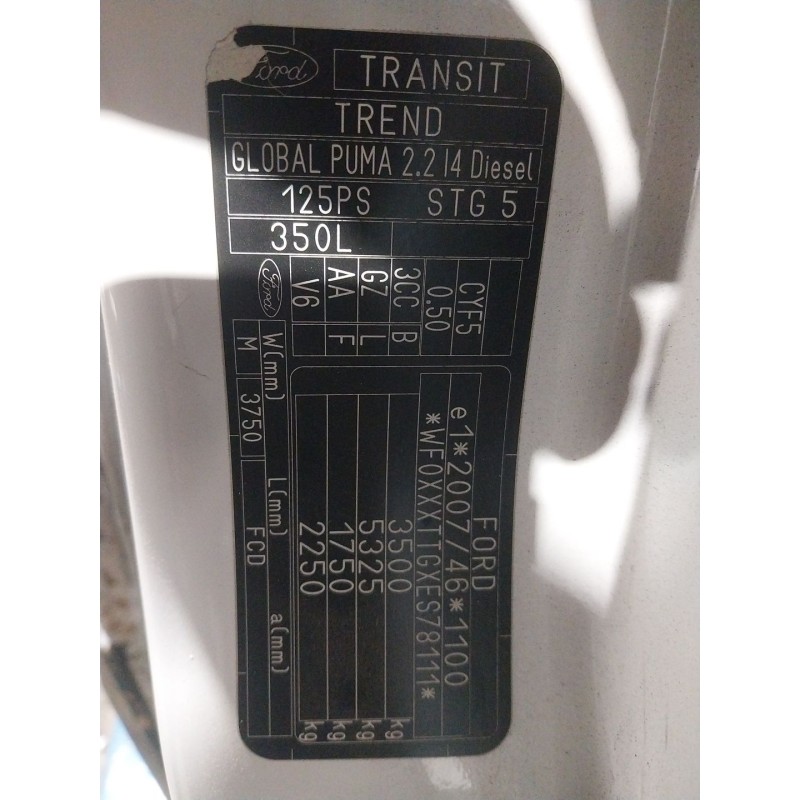 Ford TRANSIT
TREND
GLOBAL PUMA 2.2 I4 Diesel
125PS STG 5
350L
CYF5
0.50
3CC B
GZ L
AA F
V6
Ford
FORD
e1*2007/46*1100
*WF0XXXTTGXES78111*
3500 kg
5325 kg
1750 kg
2250 kg
W(mm) L(mm) a(mm)
M 3750 FCD